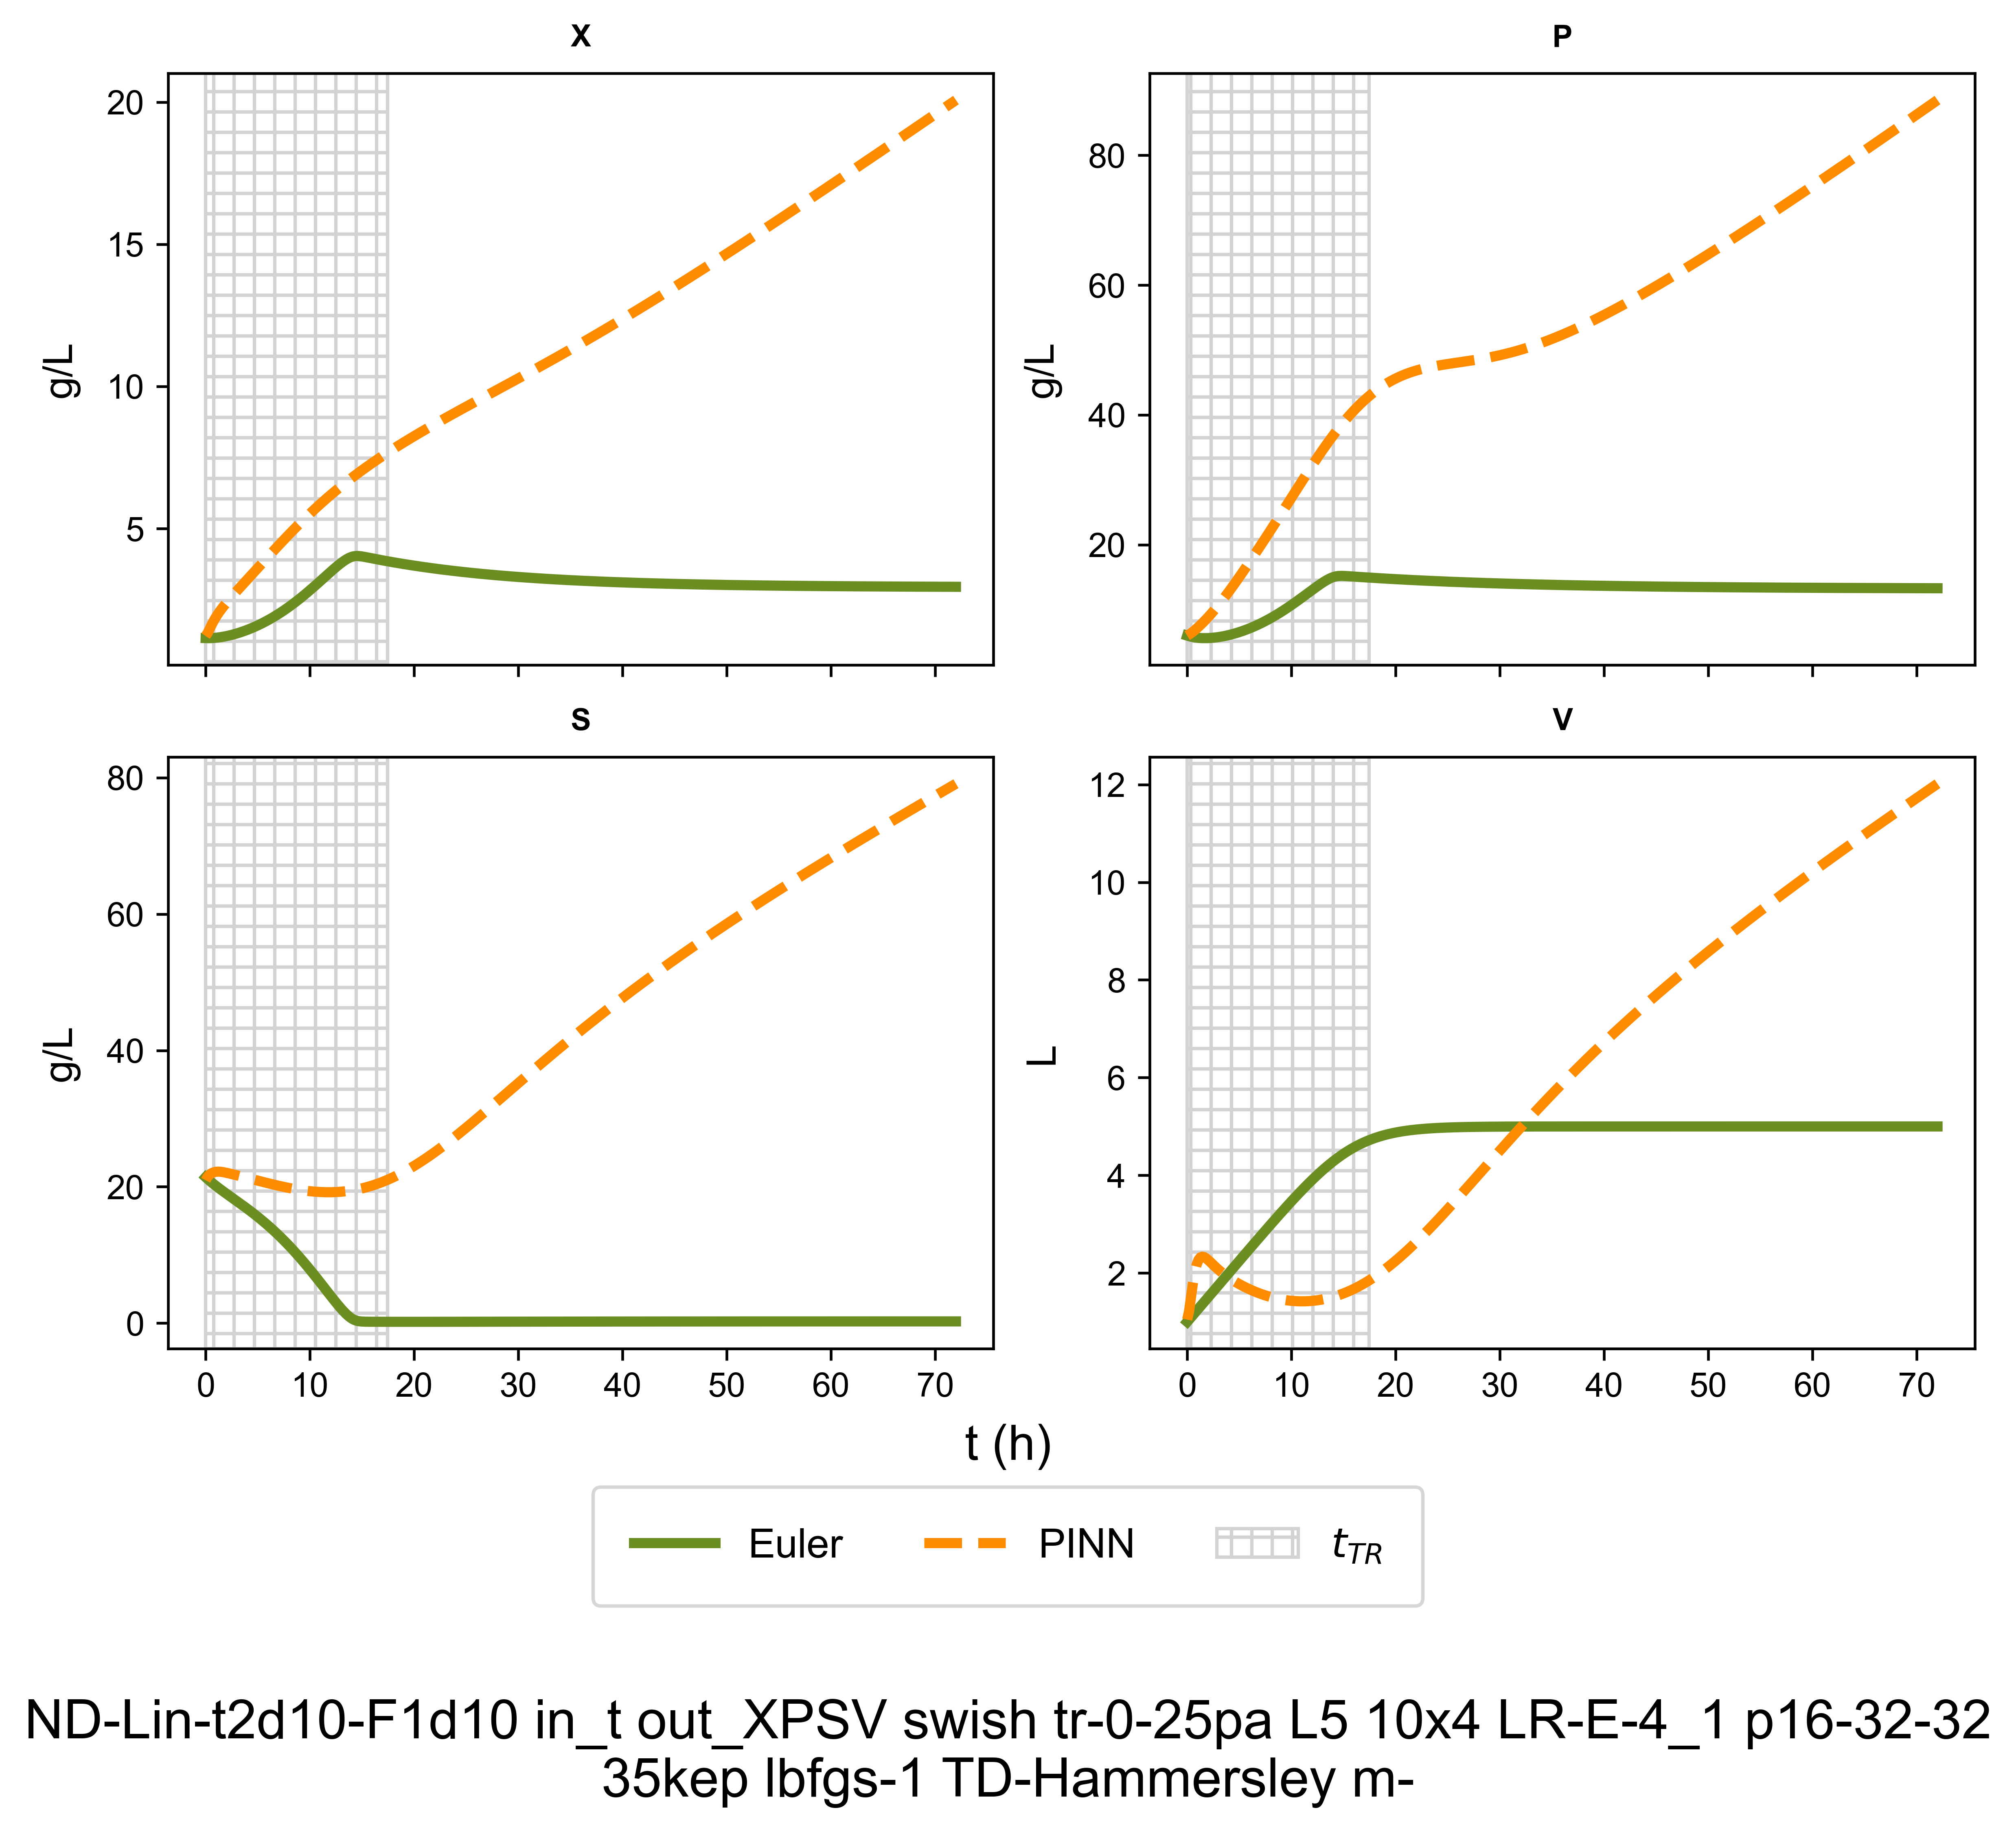 X
P
20
15
10
5
g/L
80
60
40
20
g/L
S
V
80
60
40
20
0
g/L
12
10
8
6
4
2
L
0 10 20 30 40 50 60 70
0 10 20 30 40 50 60 70
t (h)
Euler PINN t_TR
ND-Lin-t2d10-F1d10 in_t out_XPSV swish tr-0-25pa L5 10x4 LR-E-4_1 p16-32-32
35kep lbfgs-1 TD-Hammersley m-